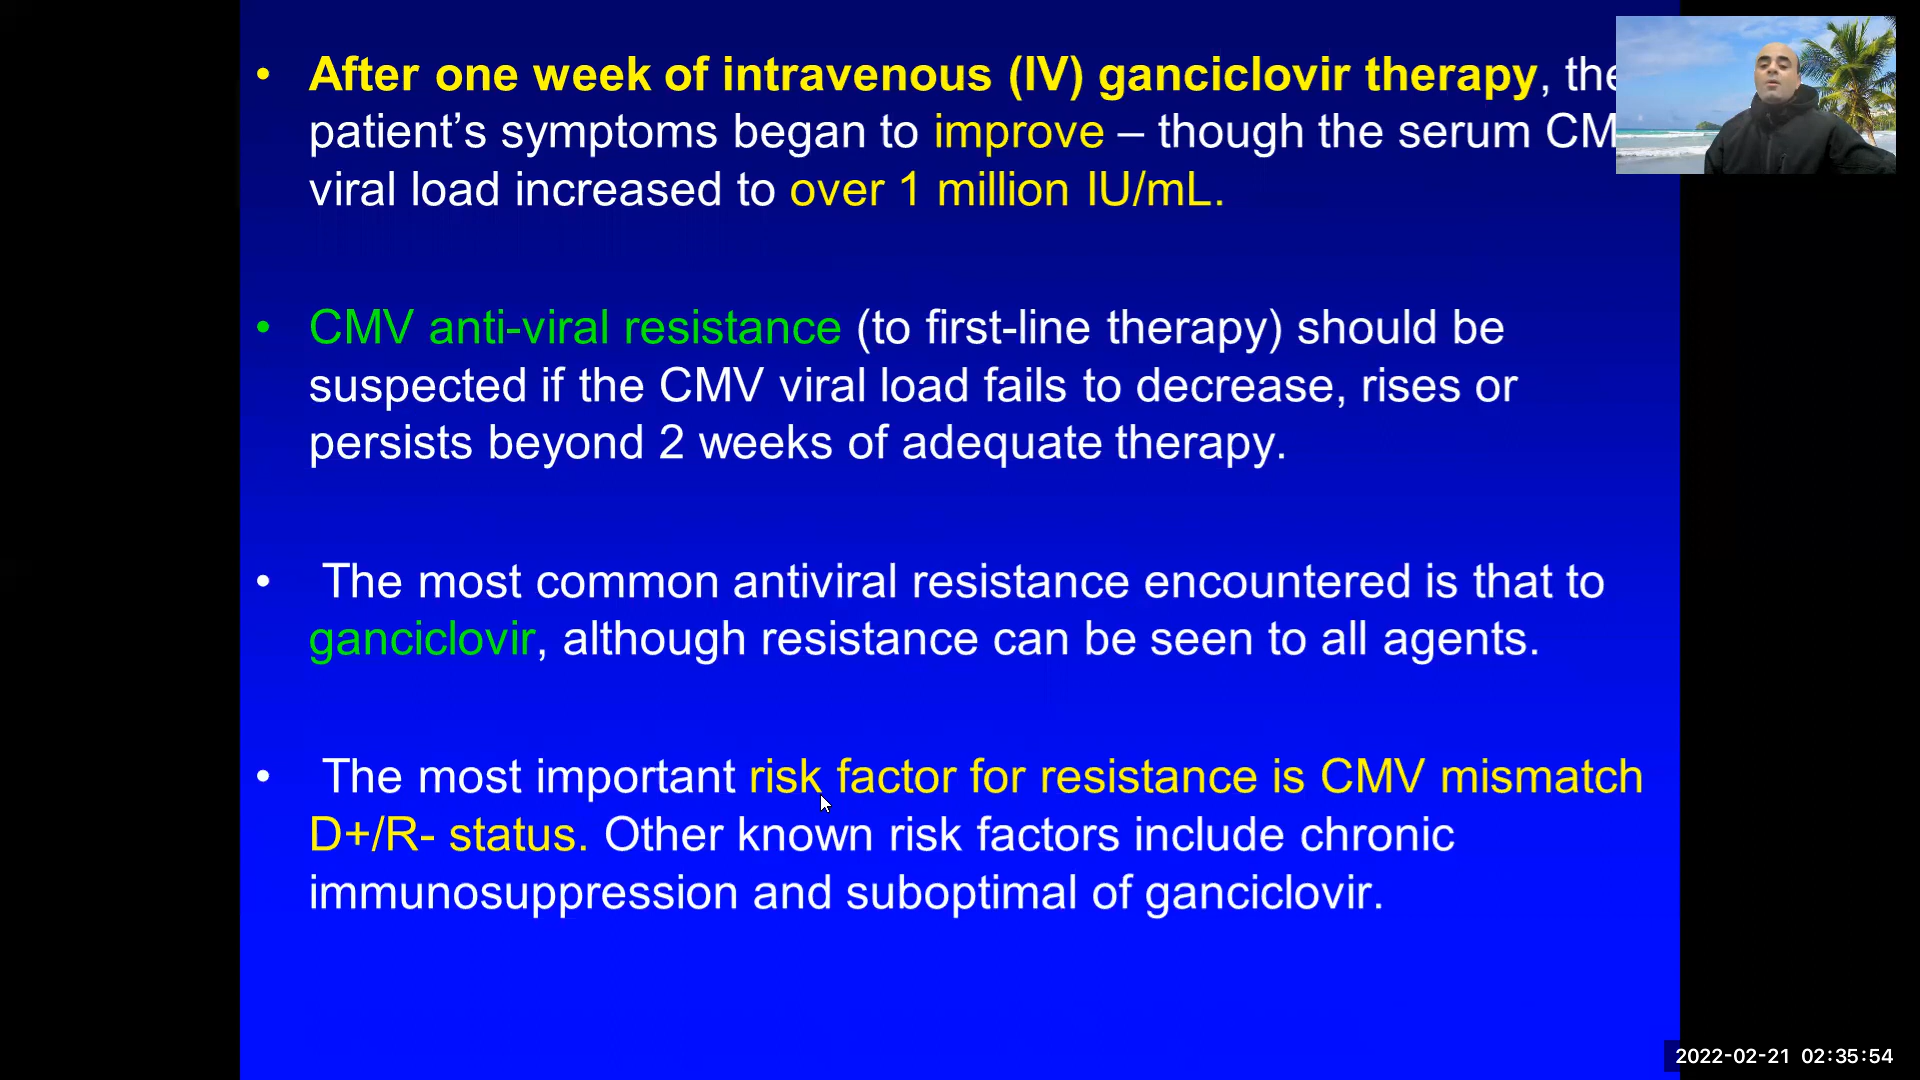 • After one week of intravenous (IV) ganciclovir therapy, the
patient’s symptoms began to improve – though the serum CM
viral load increased to over 1 million IU/mL.
• CMV anti-viral resistance (to first-line therapy) should be
suspected if the CMV viral load fails to decrease, rises or
persists beyond 2 weeks of adequate therapy.
• The most common antiviral resistance encountered is that to
ganciclovir, although resistance can be seen to all agents.
• The most important risk factor for resistance is CMV mismatch
D+/R- status. Other known risk factors include chronic
immunosuppression and suboptimal of ganciclovir.
2022-02-21 02:35:54